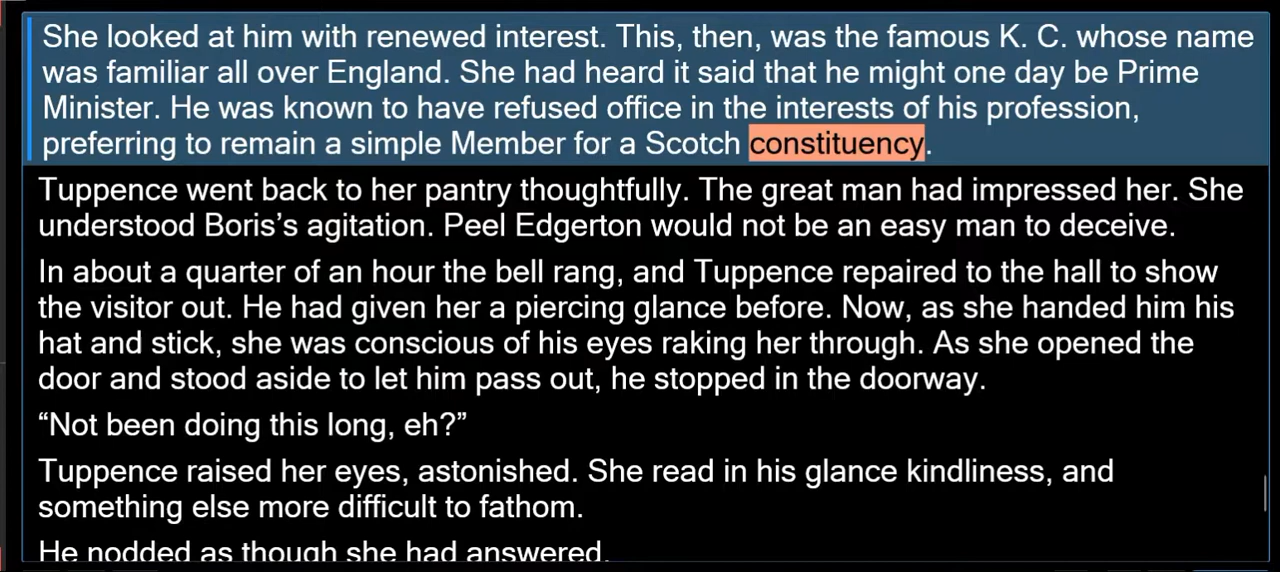 She looked at him with renewed interest. This, then, was the famous K. C. whose name
was familiar all over England. She had heard it said that he might one day be Prime
Minister. He was known to have refused office in the interests of his profession,
preferring to remain a simple Member for a Scotch constituency.
Tuppence went back to her pantry thoughtfully. The great man had impressed her. She
understood Boris’s agitation. Peel Edgerton would not be an easy man to deceive.
In about a quarter of an hour the bell rang, and Tuppence repaired to the hall to show
the visitor out. He had given her a piercing glance before. Now, as she handed him his
hat and stick, she was conscious of his eyes raking her through. As she opened the
door and stood aside to let him pass out, he stopped in the doorway.
“Not been doing this long, eh?”
Tuppence raised her eyes, astonished. She read in his glance kindliness, and
something else more difficult to fathom.
He nodded as though she had answered.